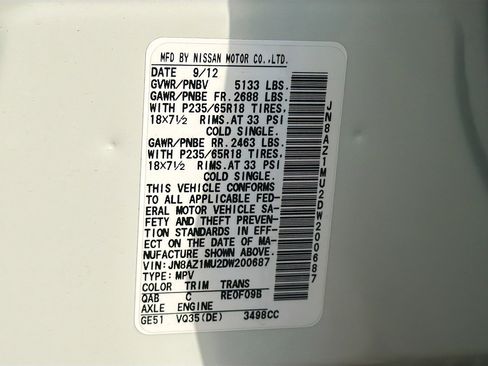 MFD BY NISSAN MOTOR CO.,LTD.
DATE 9/12
GVWR/PNBV 5133 LBS.
GAWR/PNBE FR. 2688 LBS.
WITH P235/65R18 TIRES,
18×7½ RIMS.AT 33 PSI
COLD SINGLE.
GAWR/PNBE RR. 2463 LBS.
WITH P235/65R18 TIRES,
18×7½ RIMS.AT 33 PSI
COLD SINGLE.
THIS VEHICLE CONFORMS
TO ALL APPLICABLE FED-
ERAL MOTOR VEHICLE SA-
FETY AND THEFT PREVEN-
TION STANDARDS IN EFF-
ECT ON THE DATE OF MA-
NUFACTURE SHOWN ABOVE.
VIN: JN8AZ1MU2DW200687
TYPE: MPV
COLOR TRIM TRANS
QAB C RE0F09B
AXLE ENGINE
GE51 VQ35(DE) 3498CC
JN8AZ1MU2DW200687